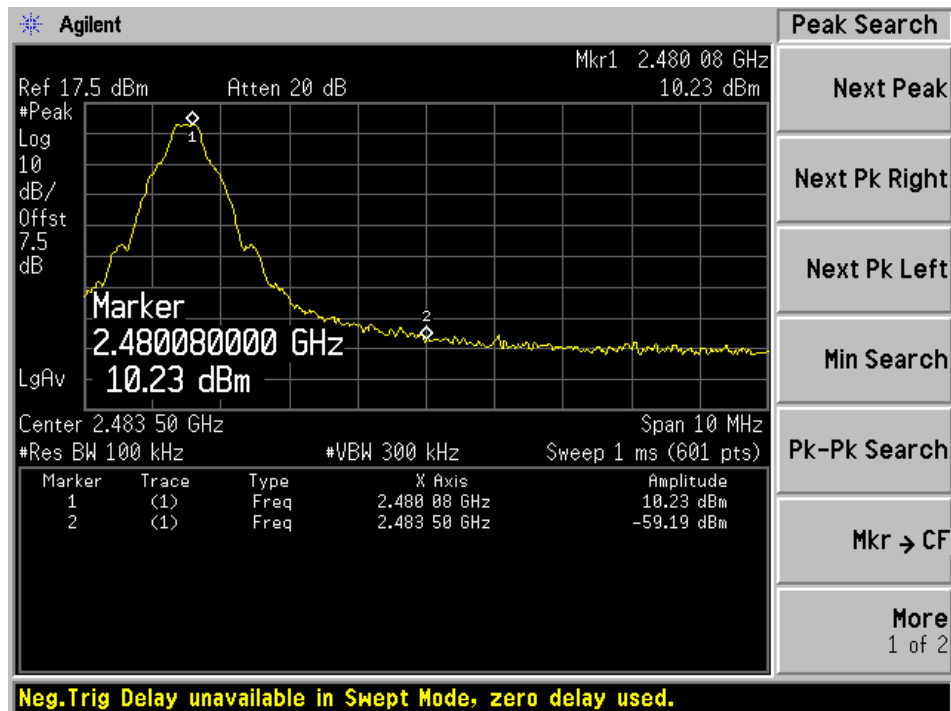 Agilent
Peak Search
Mkr1 2.480 08 GHz
Ref 17.5 dBm Atten 20 dB 10.23 dBm
#Peak
Log
10
dB/
Offst
7.5
dB
LgAv
1
2
Marker
2.480080000 GHz
10.23 dBm
Center 2.483 50 GHz Span 10 MHz
#Res BW 100 kHz #VBW 300 kHz Sweep 1 ms (601 pts)
Marker Trace Type X Axis Amplitude
1 (1) Freq 2.480 08 GHz 10.23 dBm
2 (1) Freq 2.483 50 GHz -59.19 dBm
Next Peak
Next Pk Right
Next Pk Left
Min Search
Pk-Pk Search
Mkr → CF
More
1 of 2
Neg.Trig Delay unavailable in Swept Mode, zero delay used.